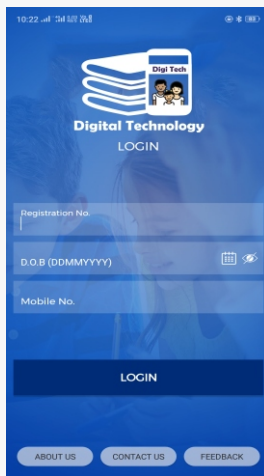 10:22
Digi Tech
Digital Technology
LOGIN
Registration No.
D.O.B (DDMMYYYY)
Mobile No.
LOGIN
ABOUT US
CONTACT US
FEEDBACK